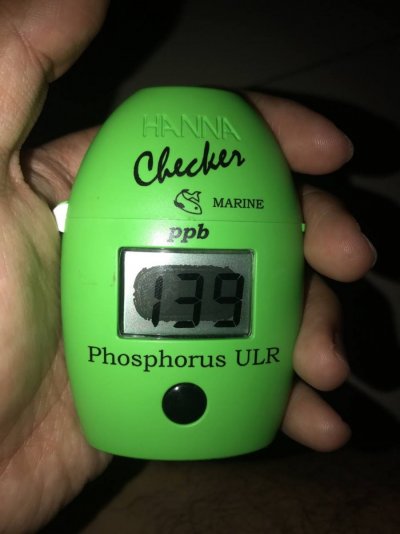 HANNA
Checker
MARINE
ppb
139
Phosphorus ULR